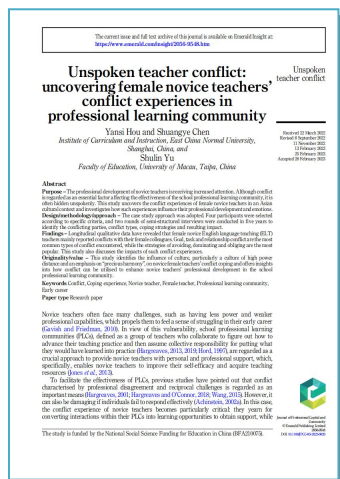 The current issue and full text archive of this journal is available on Emerald Insight at:
https://www.emerald.com/insight/2056-9548.htm
Unspoken teacher conflict:
uncovering female novice teachers'
conflict experiences in
professional learning community
Unspoken
teacher conflict
Yansi Hou and Shuangye Chen
Institute of Curriculum and Instruction, East China Normal University,
Shanghai, China, and
Shulin Yu
Faculty of Education, University of Macau, Taipa, China
Received 22 March 2022
Revised 8 September 2022
11 November 2022
13 February 2023
25 February 2023
Accepted 26 February 2023
Abstract
Purpose – The professional development of novice teachers is receiving increased attention. Although conflict
is regarded as an essential factor affecting the effectiveness of the school professional learning community, it is
often hidden unspokenly. This study uncovers the conflict experiences of female novice teachers in an Asian
cultural context and investigates how such experiences influence their professional development and emotions.
Design/methodology/approach – The case study approach was adopted. Four participants were selected
according to specific criteria, and two rounds of semi-structured interviews were conducted in five years to
identify the conflicting parties, conflict types, coping strategies and resulting impact.
Findings – Longitudinal qualitative data have revealed that female novice English-language teaching (ELT)
teachers mainly reported conflicts with their female colleagues. Goal, task and relationship conflict are the most
common types of conflict encountered, while the strategies of avoiding, dominating and obliging are the most
popular. This study also discusses the impacts of such conflict experiences.
Originality/value – This study identifies the influence of culture, particularly a culture of high power
distance and an emphasis on "precious harmony", on novice female teachers' conflict coping and offers insights
into how conflict can be utilized to enhance novice teachers' professional development in the school
professional learning community.
Keywords Conflict, Coping experience, Novice teacher, Female teacher, Professional learning community,
Early career
Paper type Research paper
Novice teachers often face many challenges, such as having less power and weaker
professional capabilities, which propels them to feel a sense of struggling in their early career
(Gavish and Friedman, 2010). In view of this vulnerability, school professional learning
communities (PLCs), defined as a group of teachers who collaborate to figure out how to
advance their teaching practice and then assume collective responsibility for putting what
they would have learned into practice (Hargreaves, 2013, 2019; Hord, 1997), are regarded as a
crucial approach to provide novice teachers with personal and professional support, which,
specifically, enables novice teachers to improve their self-efficacy and acquire teaching
resources (Jones et al., 2013).
To facilitate the effectiveness of PLCs, previous studies have pointed out that conflict
characterised by professional disagreement and reciprocal challenges is regarded as an
important means (Hargreaves, 2001; Hargreaves and O'Connor, 2018; Wang, 2015). However, it
can also be damaging if individuals fail to respond effectively (Achinstein, 2002a). In this case,
the conflict experience of novice teachers becomes particularly critical: they yearn for
converting interactions within their PLCs into learning opportunities to obtain support, while
The study is funded by the National Social Science Funding for Education in China (BFA210075).
Journal of Professional Capital and
Community
© Emerald Publishing Limited
2056-9548